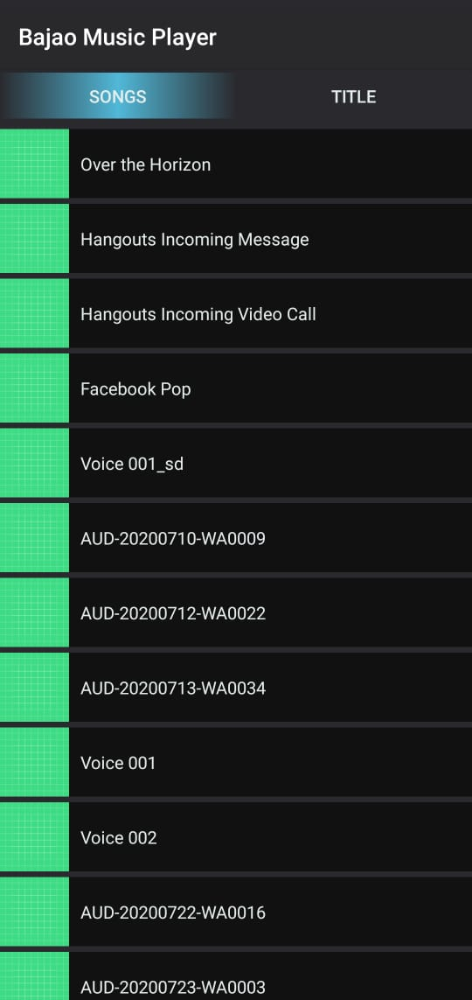 Bajao Music Player
SONGS
TITLE
Over the Horizon
Hangouts Incoming Message
Hangouts Incoming Video Call
Facebook Pop
Voice 001_sd
AUD-20200710-WA0009
AUD-20200712-WA0022
AUD-20200713-WA0034
Voice 001
Voice 002
AUD-20200722-WA0016
AUD-20200723-WA0003